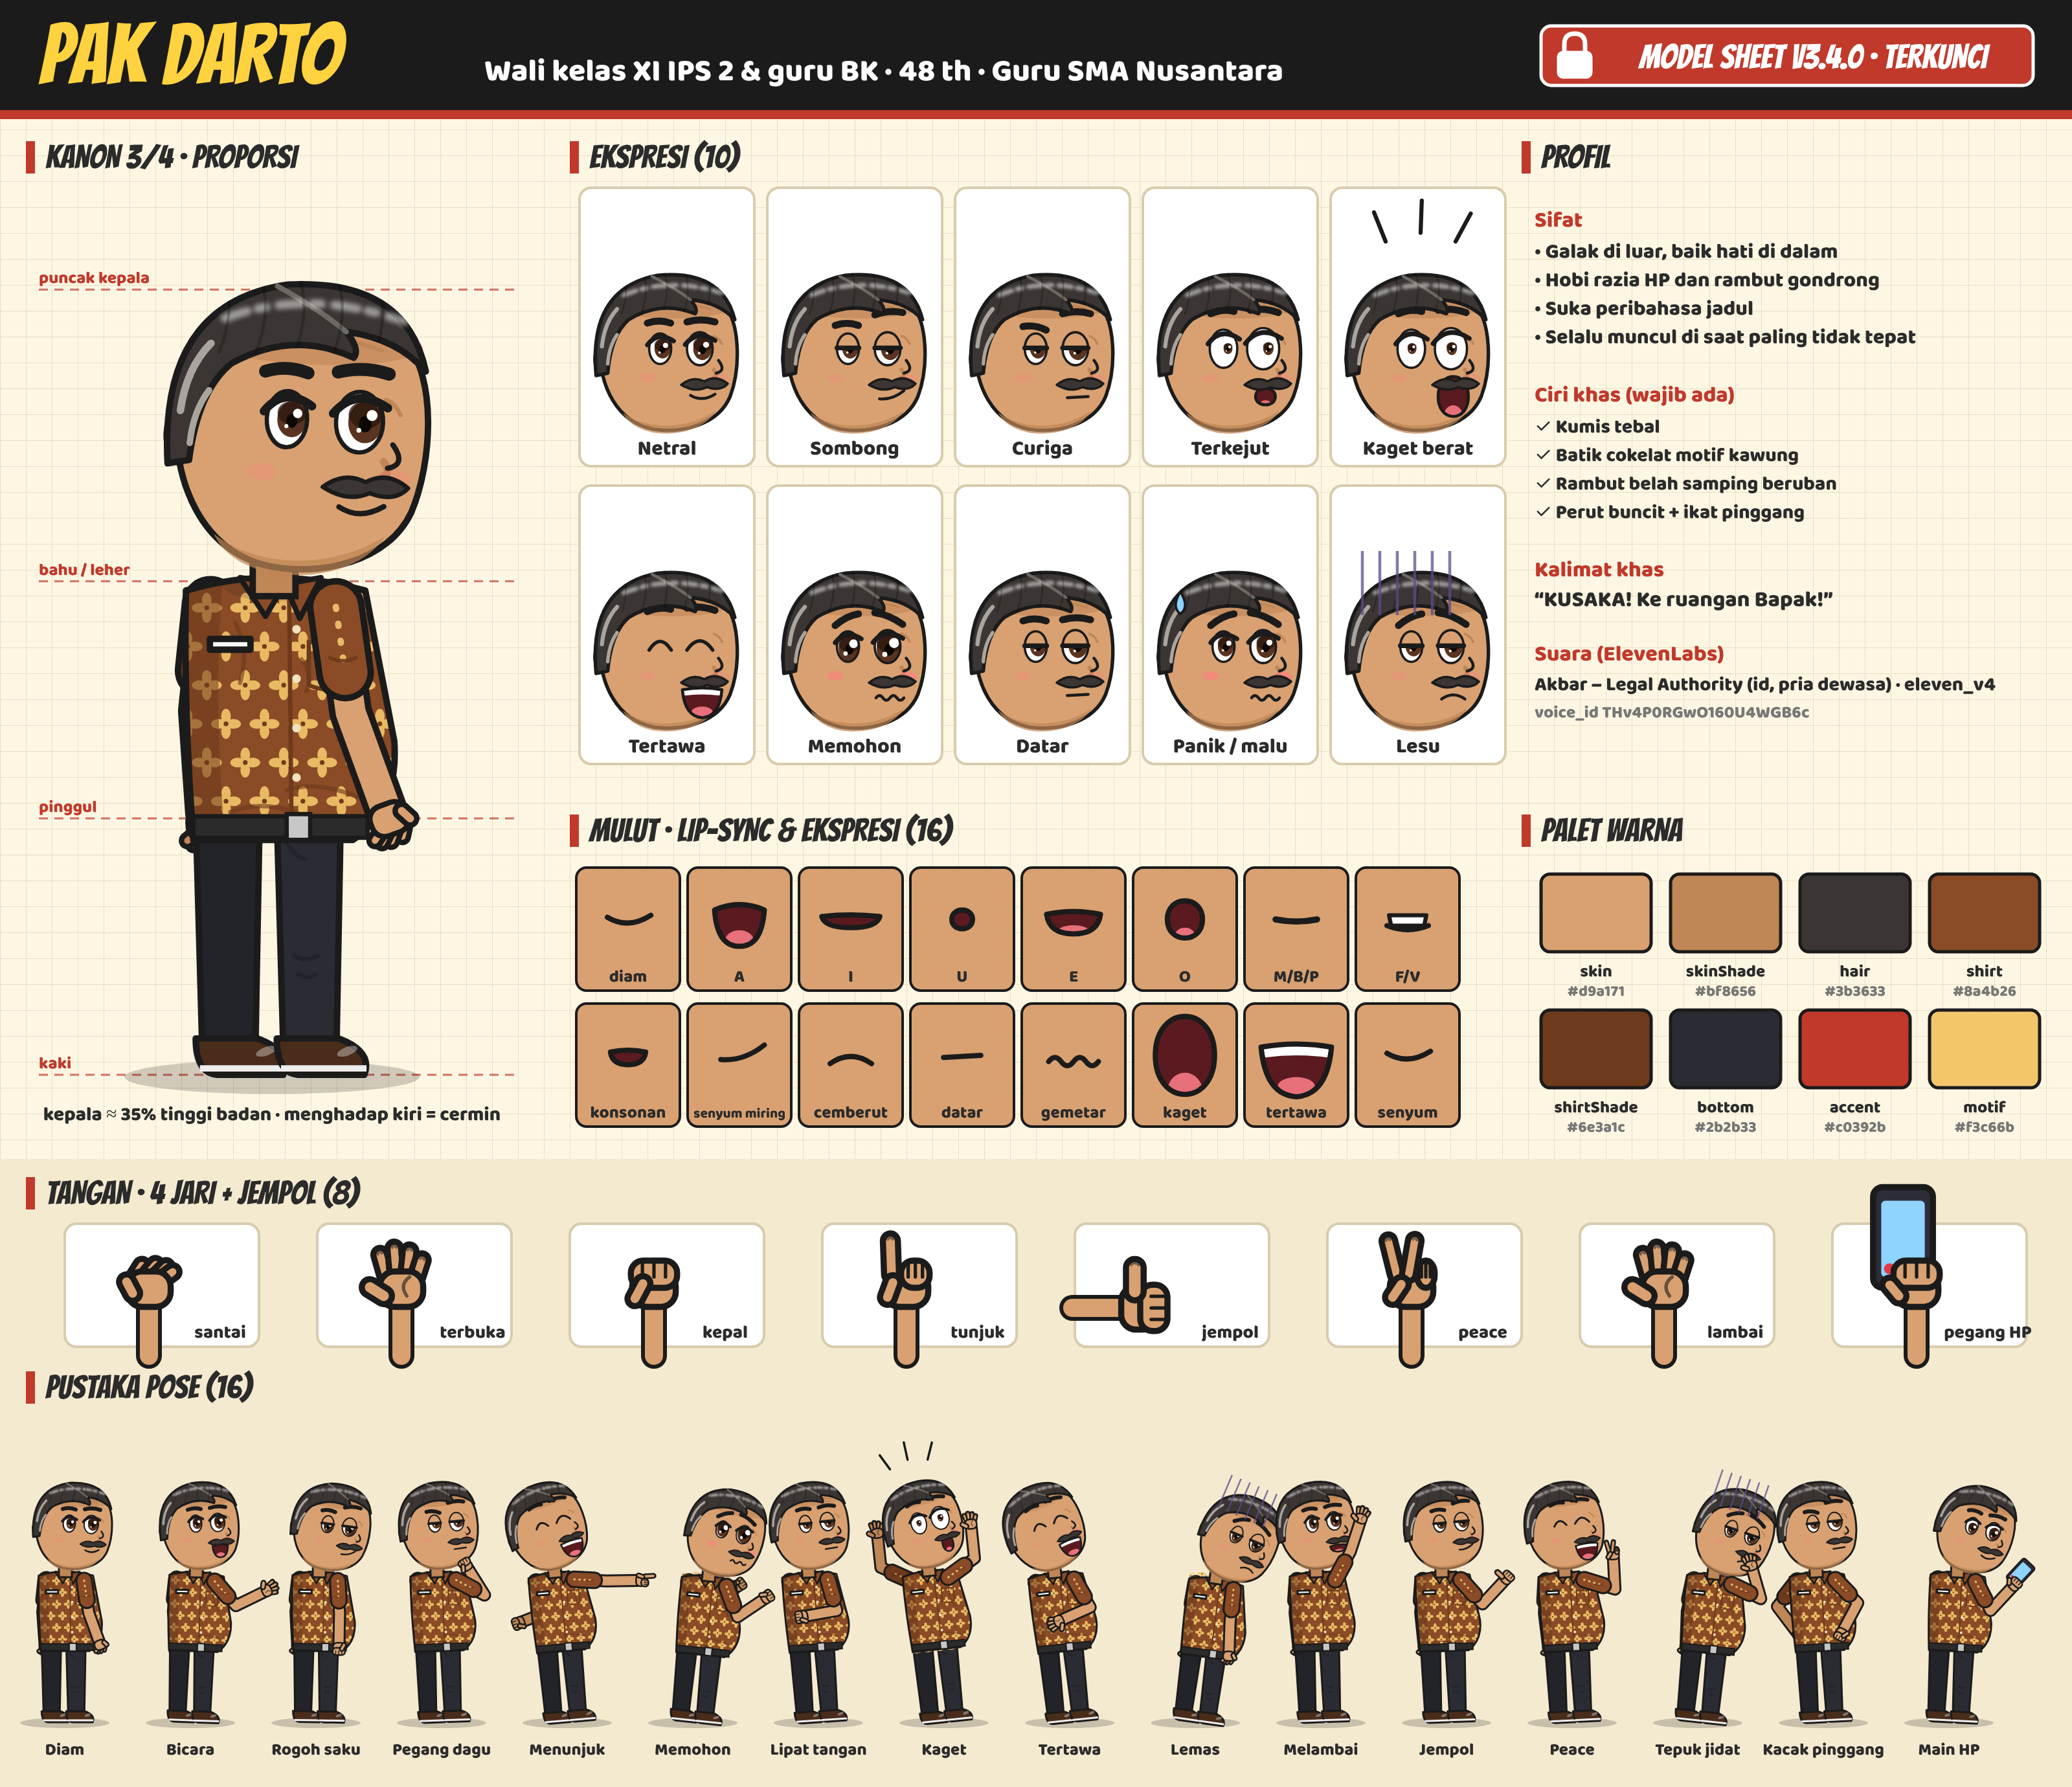 PAK DARTO
Wali kelas XI IPS 2 & guru BK · 48 th · Guru SMA Nusantara
MODEL SHEET V3.4.0 · TERKUNCI
KANON 3/4 · PROPORSI
puncak kepala
bahu / leher
pinggul
kaki
kepala ≈ 35% tinggi badan · menghadap kiri = cermin
EKSPRESI (10)
Netral
Sombong
Curiga
Terkejut
Kaget berat
Tertawa
Memohon
Datar
Panik / malu
Lesu
PROFIL
Sifat
• Galak di luar, baik hati di dalam
• Hobi razia HP dan rambut gondrong
• Suka peribahasa jadul
• Selalu muncul di saat paling tidak tepat
Ciri khas (wajib ada)
✓ Kumis tebal
✓ Batik cokelat motif kawung
✓ Rambut belah samping beruban
✓ Perut buncit + ikat pinggang
Kalimat khas
“KUSAKA! Ke ruangan Bapak!”
Suara (ElevenLabs)
Akbar – Legal Authority (id, pria dewasa) · eleven_v4
voice_id THv4P0RGwO160U4WGB6c
MULUT · LIP-SYNC & EKSPRESI (16)
diam
A
I
U
E
O
M/B/P
F/V
konsonan
senyum miring
cemberut
datar
gemetar
kaget
tertawa
senyum
PALET WARNA
skin
#d9a171
skinShade
#bf8656
hair
#3b3633
shirt
#8a4b26
shirtShade
#6e3a1c
bottom
#2b2b33
accent
#c0392b
motif
#f3c66b
TANGAN · 4 JARI + JEMPOL (8)
santai
terbuka
kepal
tunjuk
jempol
peace
lambai
pegang HP
PUSTAKA POSE (16)
Diam
Bicara
Rogoh saku
Pegang dagu
Menunjuk
Memohon
Lipat tangan
Kaget
Tertawa
Lemas
Melambai
Jempol
Peace
Tepuk jidat
Kacak pinggang
Main HP